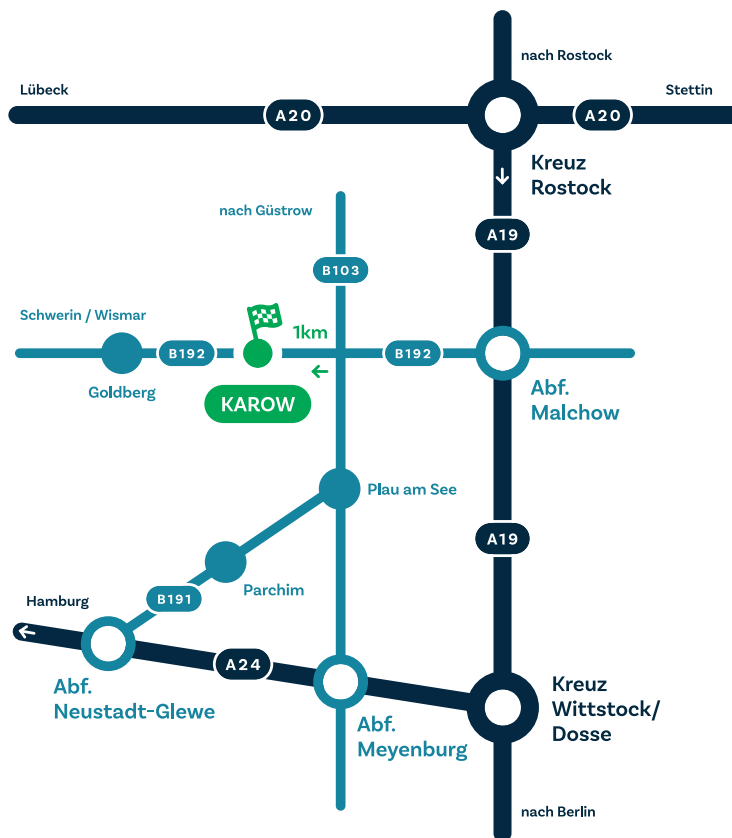 nach Rostock
Lübeck
Stettin
A20
A20
Kreuz
Rostock
nach Güstrow
A19
B103
Schwerin / Wismar
1km
B192
B192
Goldberg
KAROW
Abf.
Malchow
Plau am See
A19
Parchim
B191
Hamburg
A24
Abf.
Neustadt-Glewe
Kreuz
Wittstock/
Dosse
Abf.
Meyenburg
nach Berlin